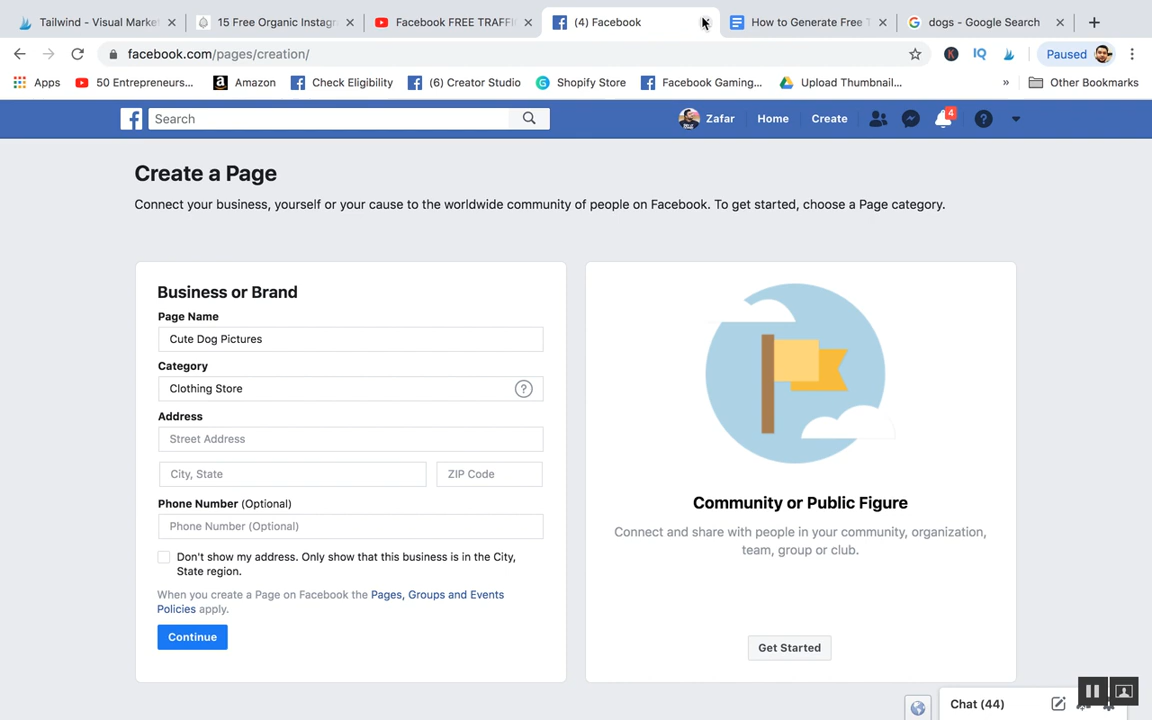 Tailwind - Visual Market
15 Free Organic Instagr
Facebook FREE TRAFFI
(4) Facebook
How to Generate Free T
dogs - Google Search
facebook.com/pages/creation/
IQ
Paused
Apps
50 Entrepreneurs...
Amazon
Check Eligibility
(6) Creator Studio
Shopify Store
Facebook Gaming...
Upload Thumbnail...
»
Other Bookmarks
Search
Zafar
Home
Create
4
Create a Page
Connect your business, yourself or your cause to the worldwide community of people on Facebook. To get started, choose a Page category.
Business or Brand
Page Name
Cute Dog Pictures
Category
Clothing Store
?
Address
Street Address
City, State
ZIP Code
Phone Number (Optional)
Phone Number (Optional)
Don't show my address. Only show that this business is in the City,
State region.
When you create a Page on Facebook the Pages, Groups and Events
Policies apply.
Continue
Community or Public Figure
Connect and share with people in your community, organization,
team, group or club.
Get Started
Chat (44)